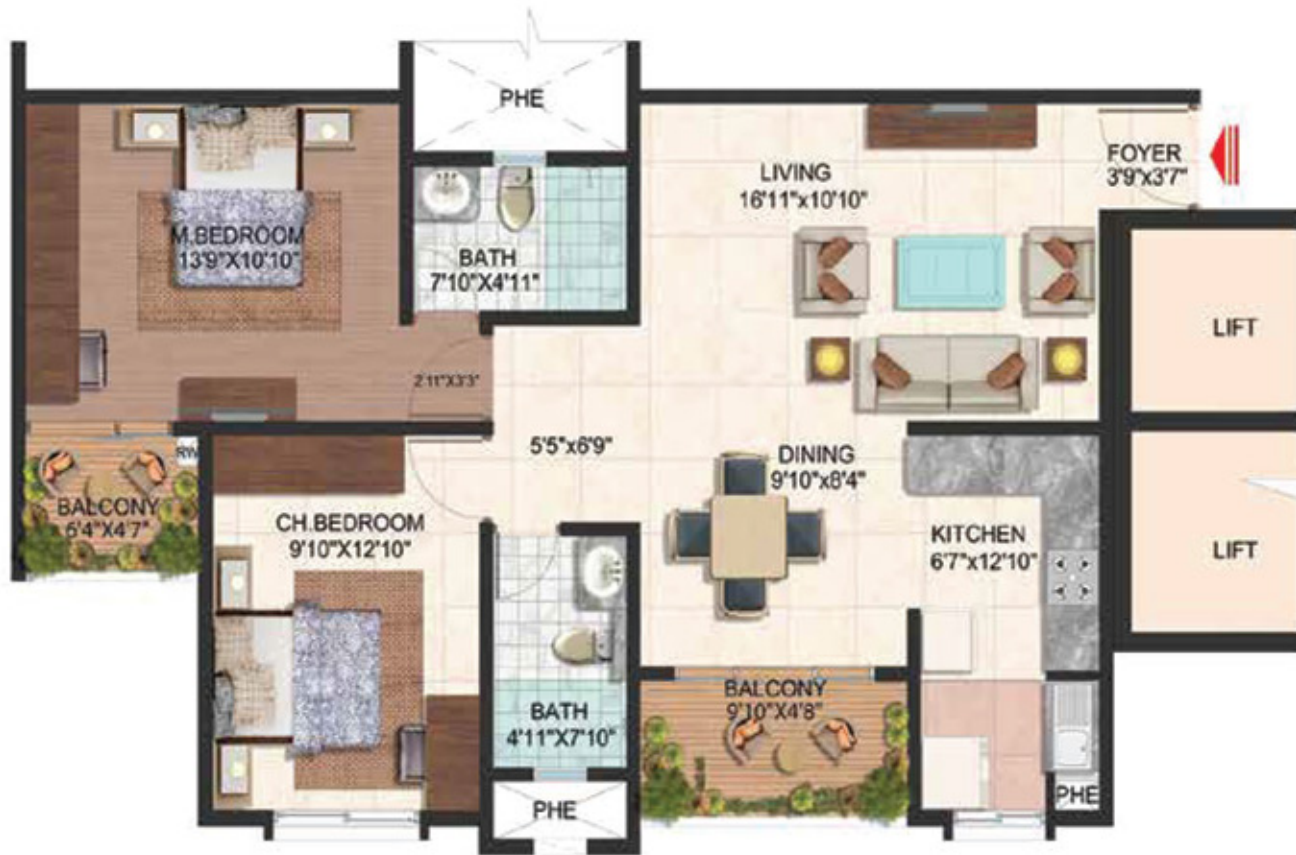 PHE
FOYER
3'9"x3'7"
LIVING
16'11"x10'10"
M.BEDROOM
13'9"X10'10"
BATH
7'10"X4'11"
LIFT
2'11"X3'3"
5'5"x6'9"
DINING
9'10"x8'4"
RW
BALCONY
6'4"X4'7"
CH.BEDROOM
9'10"X12'10"
KITCHEN
6'7"x12'10"
LIFT
BALCONY
9'10"X4'8"
BATH
4'11"X7'10"
PHE
PHE